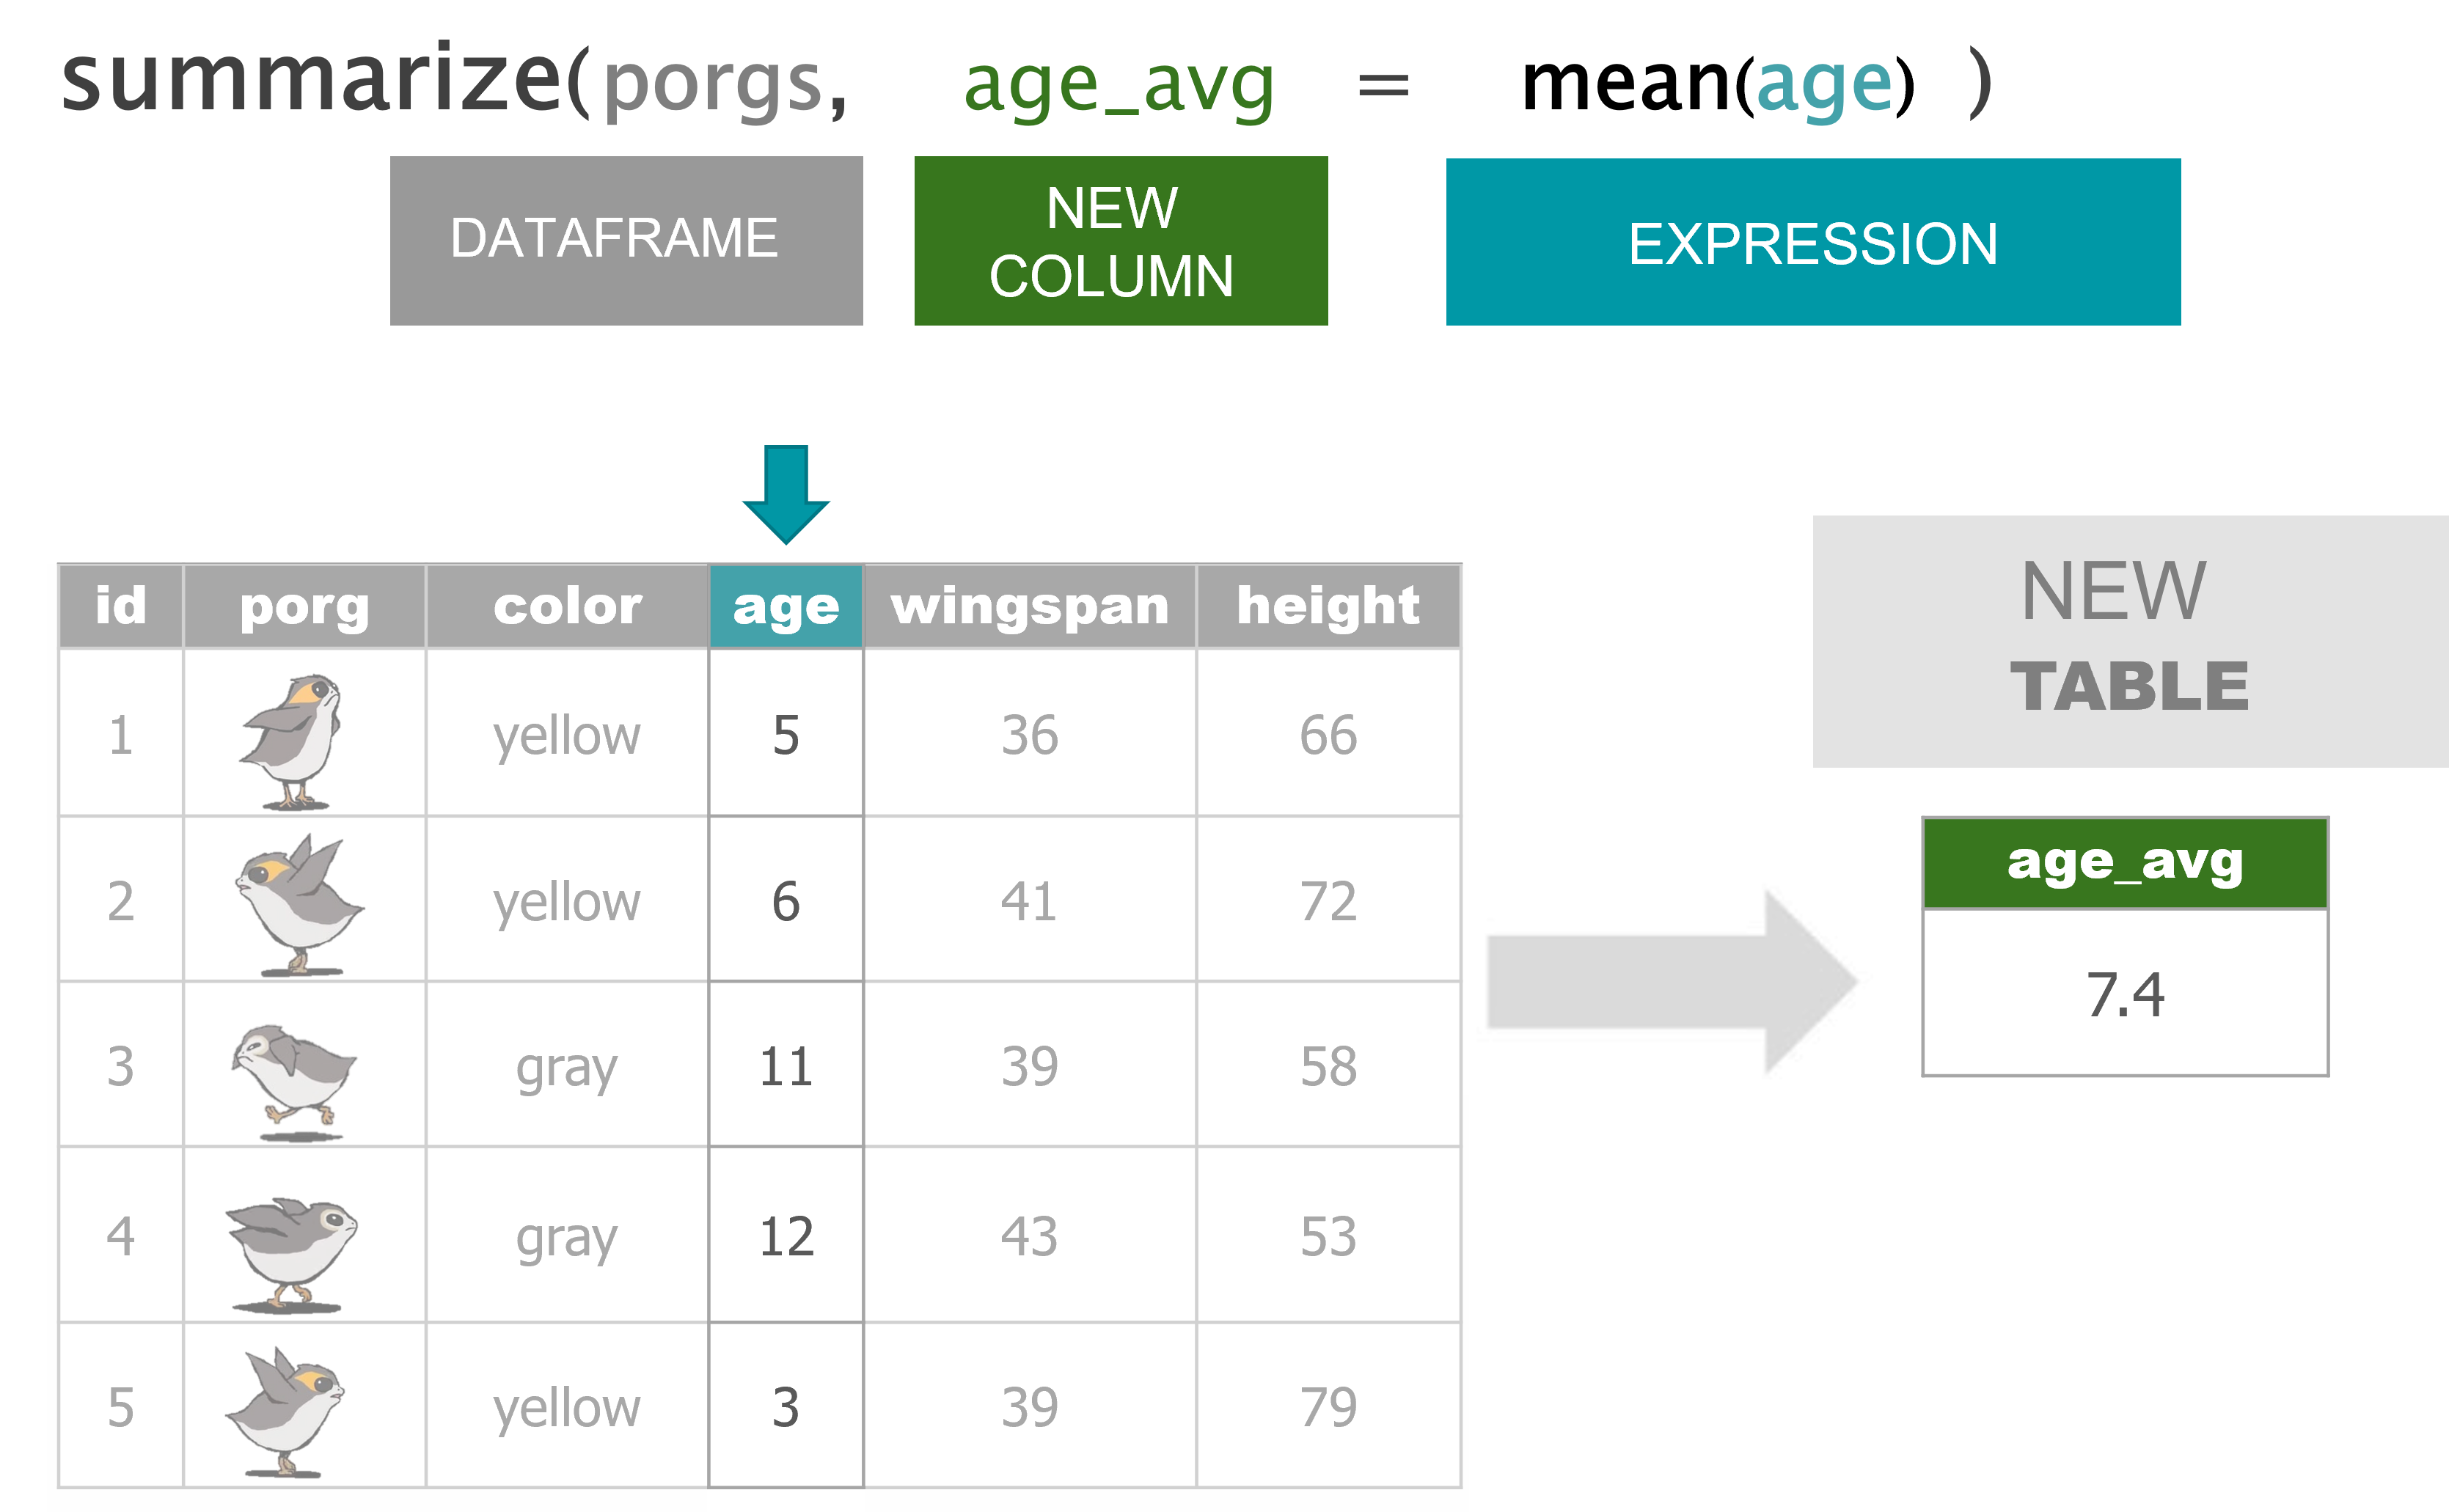 summarize(porgs, age_avg = mean(age) )
DATAFRAME
NEW
COLUMN
EXPRESSION
id porg color age wingspan height
1 yellow 5 36 66
2 yellow 6 41 72
3 gray 11 39 58
4 gray 12 43 53
5 yellow 3 39 79
NEW
TABLE
age_avg
7.4